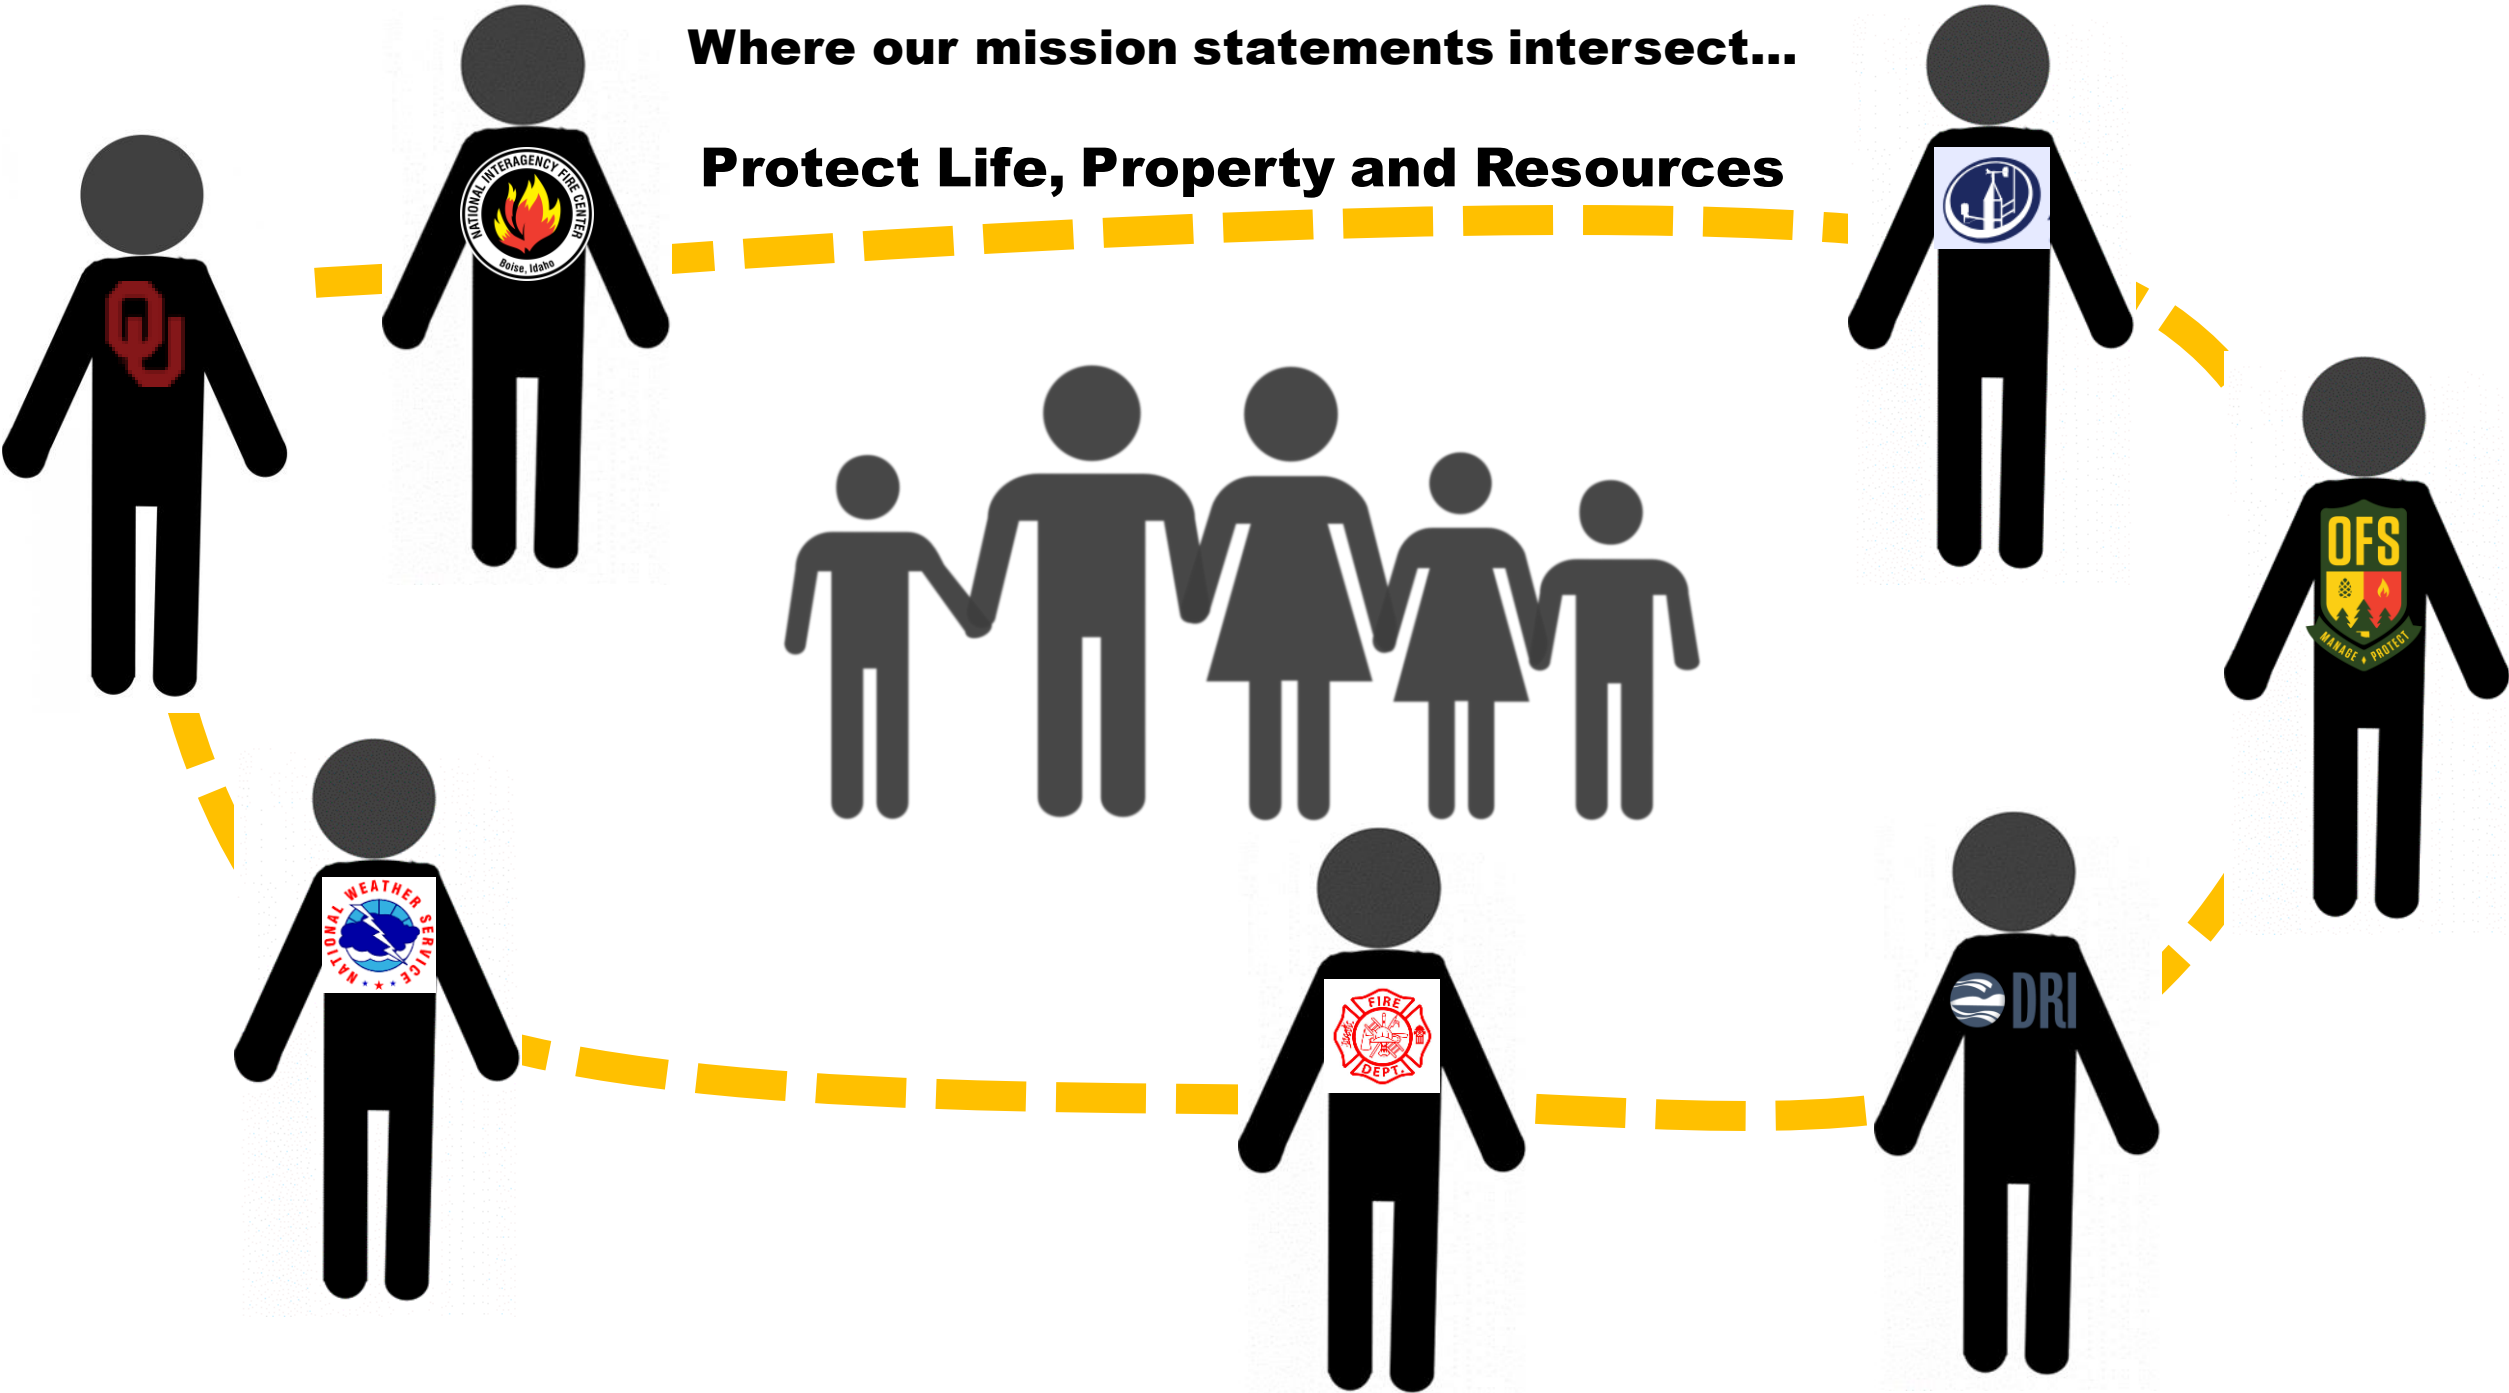 Where our mission statements intersect...
Protect Life, Property and Resources
NATIONAL INTERAGENCY FIRE CENTER
Boise, Idaho
OU
OFS
MANAGE PROTECT
NATIONAL WEATHER SERVICE
FIRE
DEPT.
DRI